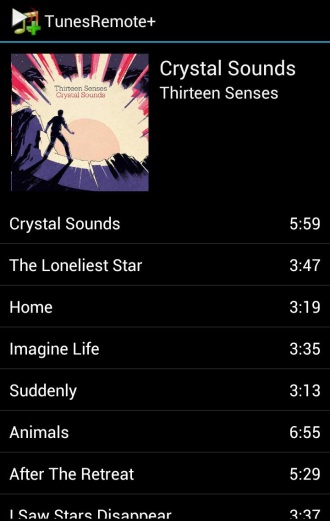 TunesRemote+
Thirteen Senses
Crystal Sounds
Crystal Sounds
Thirteen Senses
Crystal Sounds 5:59
The Loneliest Star 3:47
Home 3:19
Imagine Life 3:35
Suddenly 3:13
Animals 6:55
After The Retreat 5:29
I Saw Stars Disappear 3:37